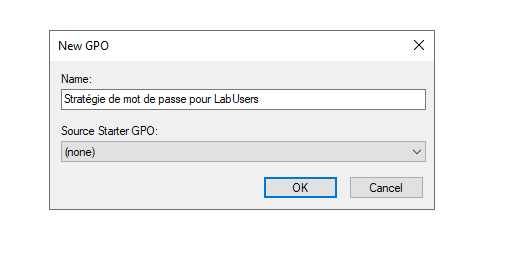 New GPO
Name:
Stratégie de mot de passe pour LabUsers
Source Starter GPO:
(none)
OK Cancel